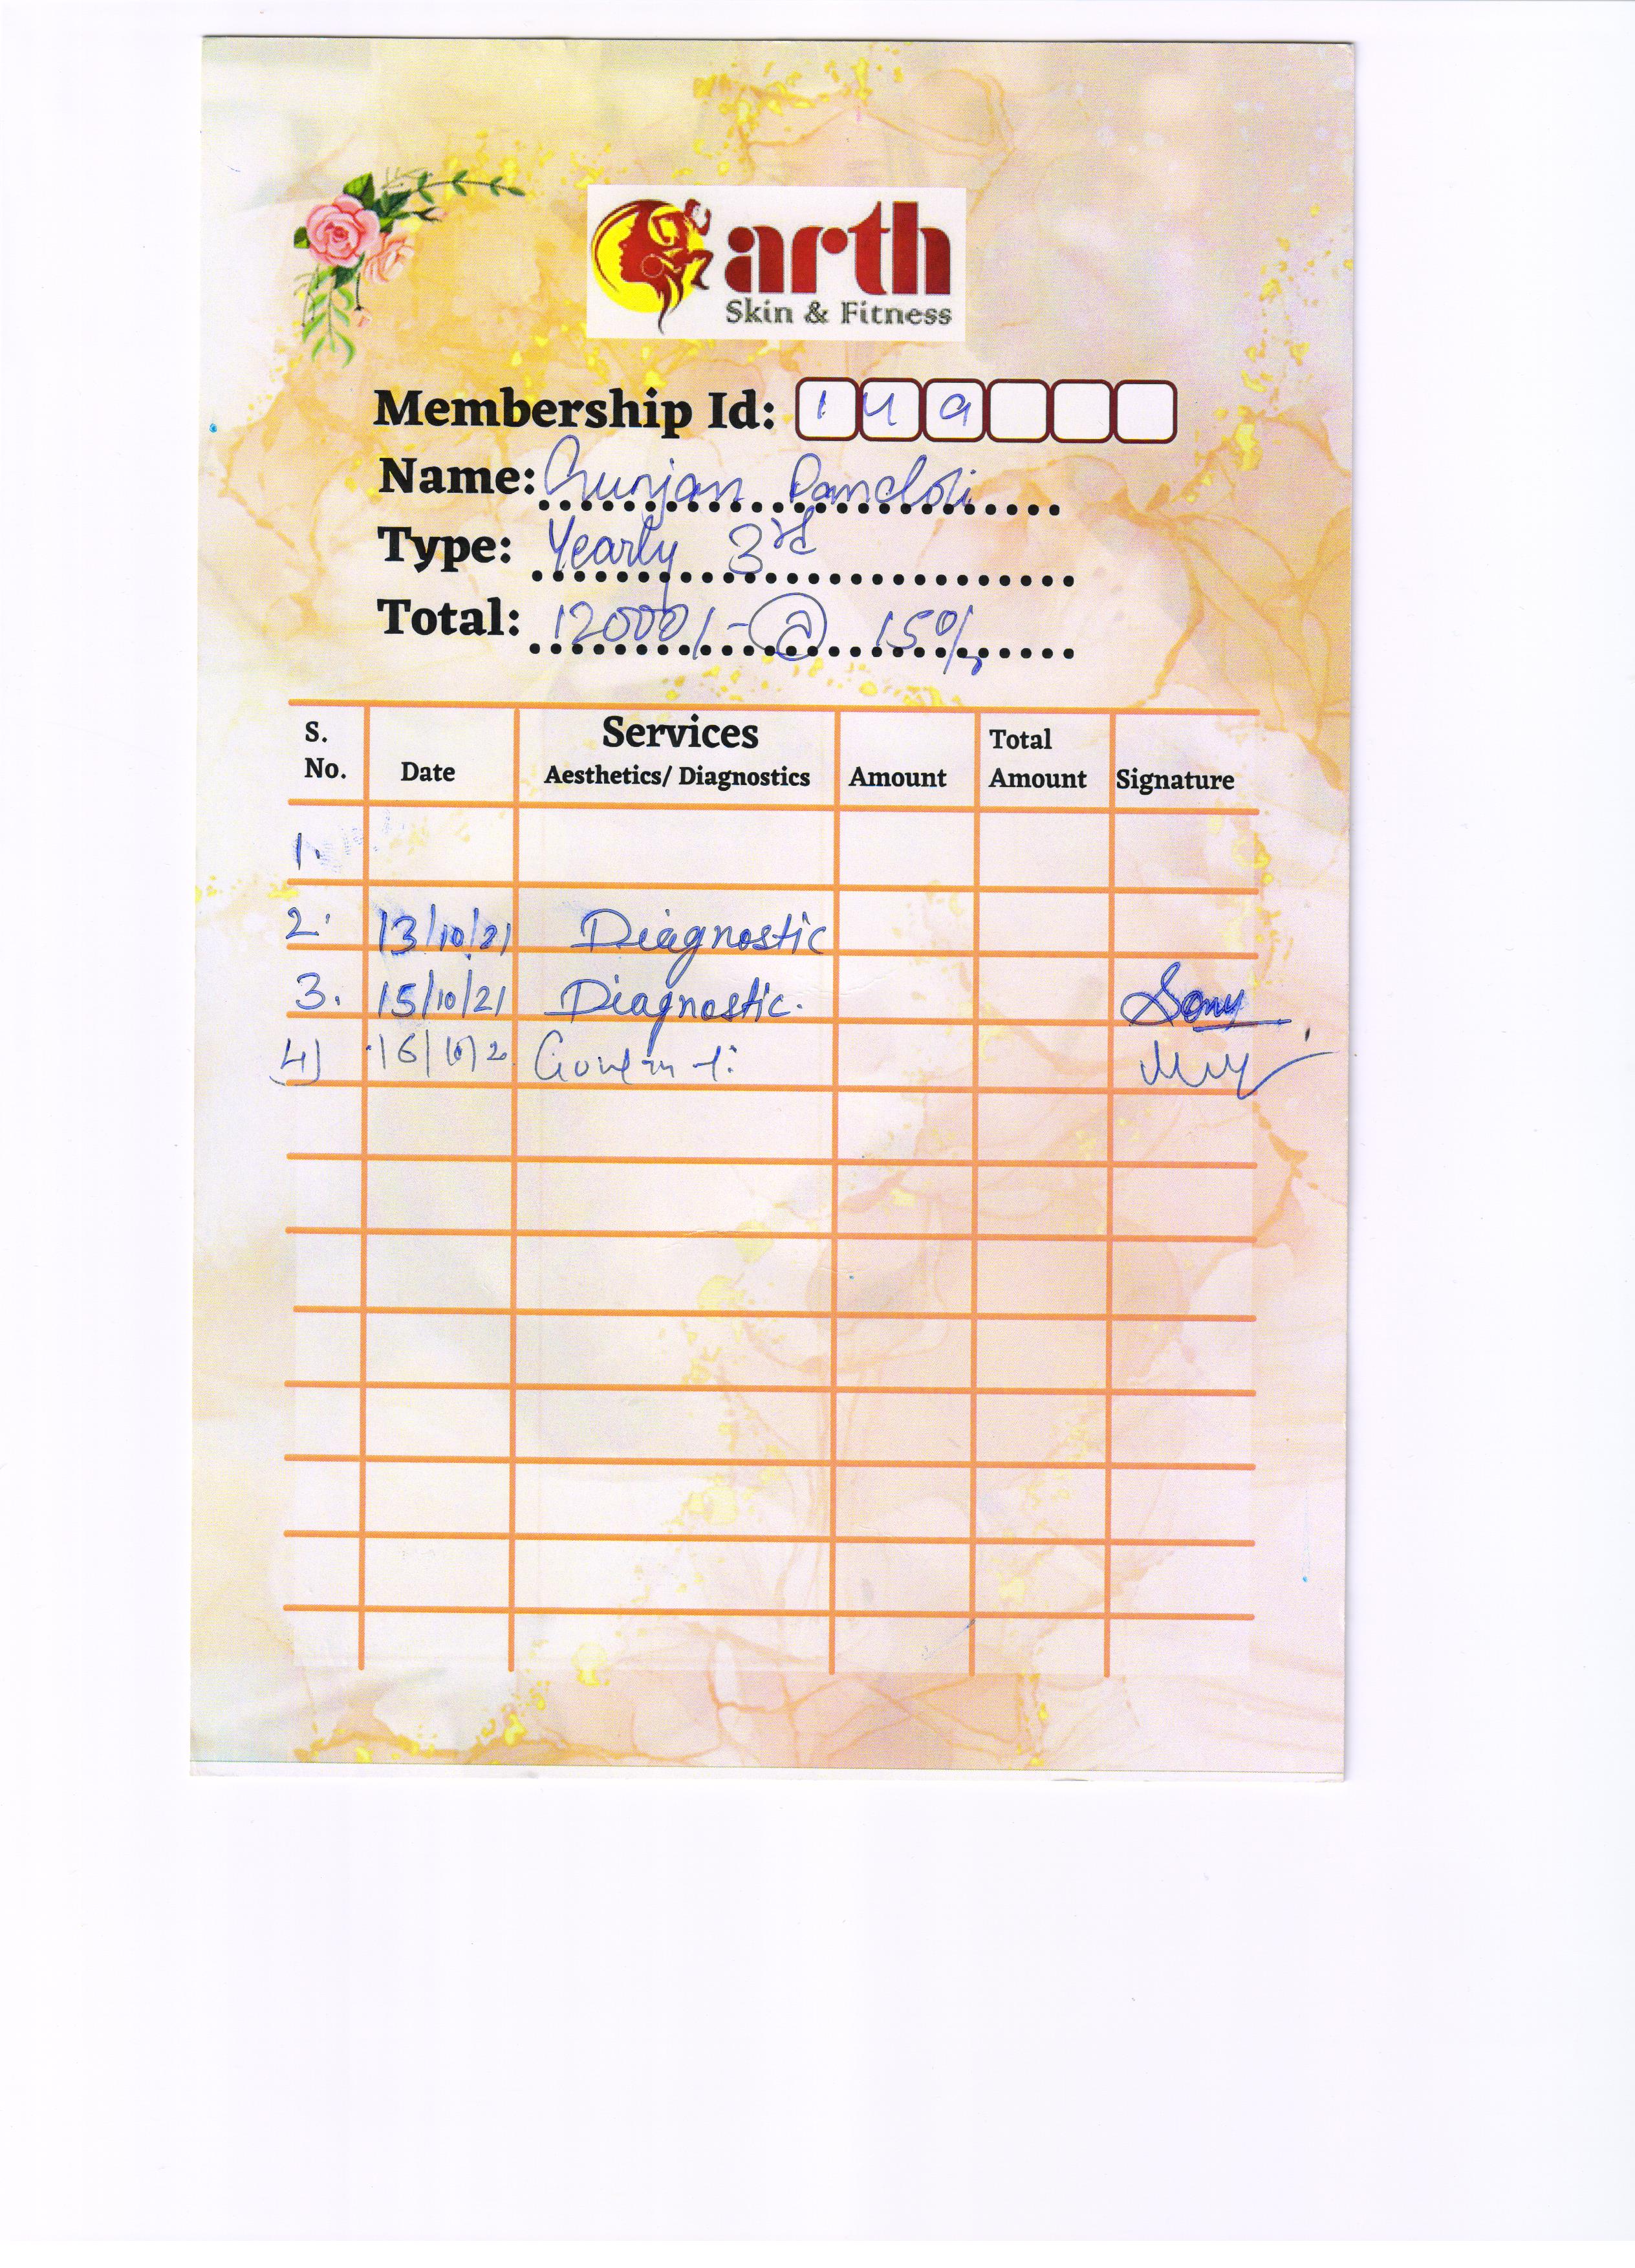 arth
Skin & Fitness
Membership Id: 1 4 9
Name: Gunjan Pandoli
Type: Yearly 3rd
Total: 12000/- @ 15%
S. No. Date Services Aesthetics/ Diagnostics Amount Total Amount Signature
1.
2. 13/10/21 Diagnostic
3. 15/10/21 Diagnostic. Sony
4) 16/10/2